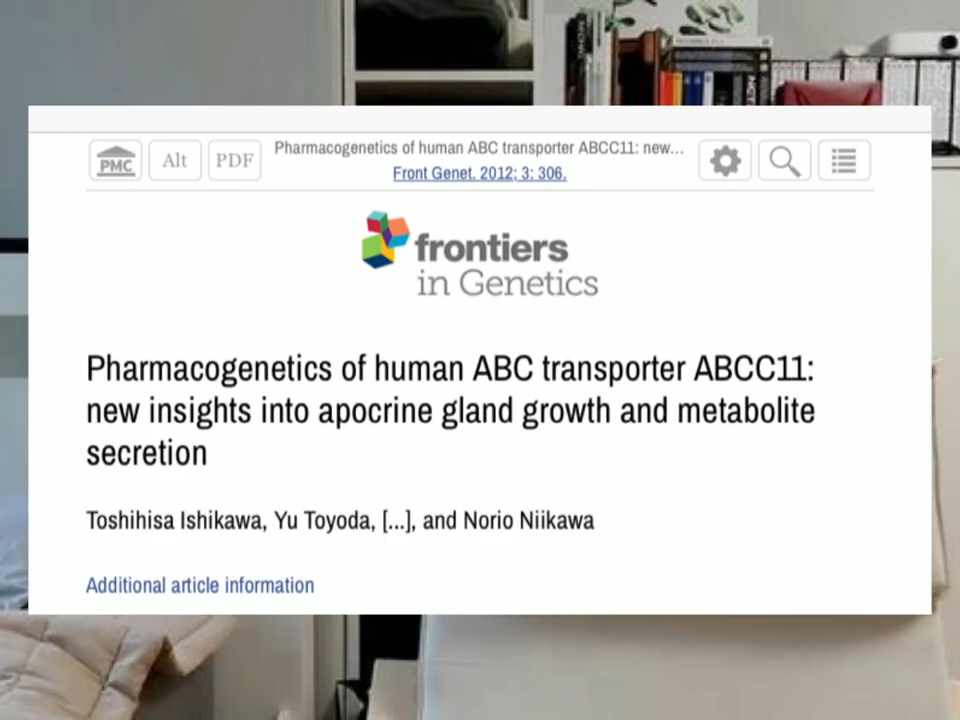 PMC
Alt
PDF
Pharmacogenetics of human ABC transporter ABCC11: new...
Front Genet. 2012; 3: 306.
frontiers
in Genetics
Pharmacogenetics of human ABC transporter ABCC11:
new insights into apocrine gland growth and metabolite
secretion
Toshihisa Ishikawa, Yu Toyoda, [...], and Norio Niikawa
Additional article information